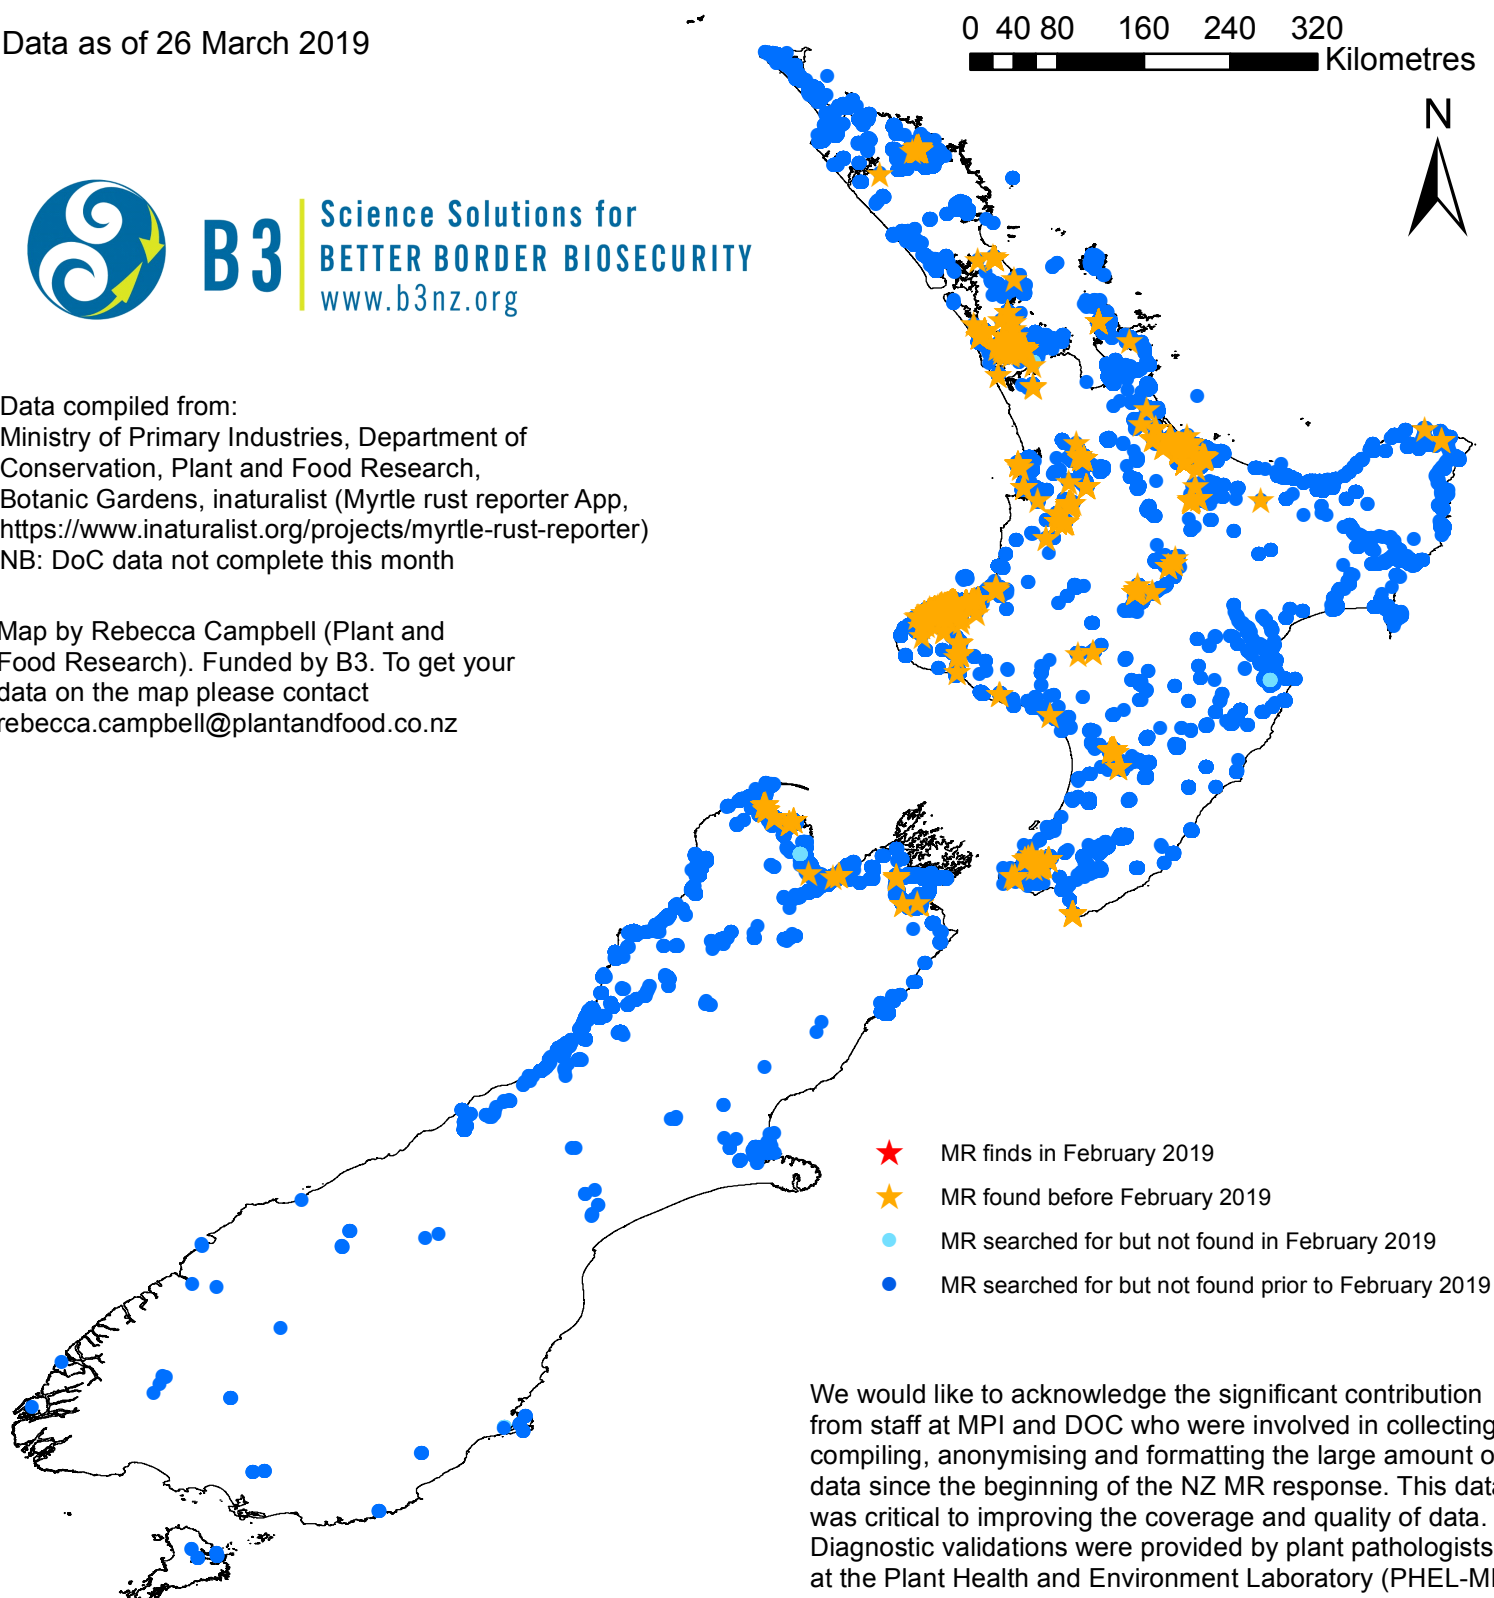 Data as of 26 March 2019
0 40 80 160 240 320
Kilometres
N
B3
Science Solutions for
BETTER BORDER BIOSECURITY
www.b3nz.org
Data compiled from:
Ministry of Primary Industries, Department of
Conservation, Plant and Food Research,
Botanic Gardens, inaturalist (Myrtle rust reporter App,
https://www.inaturalist.org/projects/myrtle-rust-reporter)
NB: DoC data not complete this month
Map by Rebecca Campbell (Plant and
Food Research). Funded by B3. To get your
data on the map please contact
rebecca.campbell@plantandfood.co.nz
MR finds in February 2019
MR found before February 2019
MR searched for but not found in February 2019
MR searched for but not found prior to February 2019
We would like to acknowledge the significant contribution
from staff at MPI and DOC who were involved in collecting
compiling, anonymising and formatting the large amount o
data since the beginning of the NZ MR response. This data
was critical to improving the coverage and quality of data.
Diagnostic validations were provided by plant pathologists
at the Plant Health and Environment Laboratory (PHEL-M